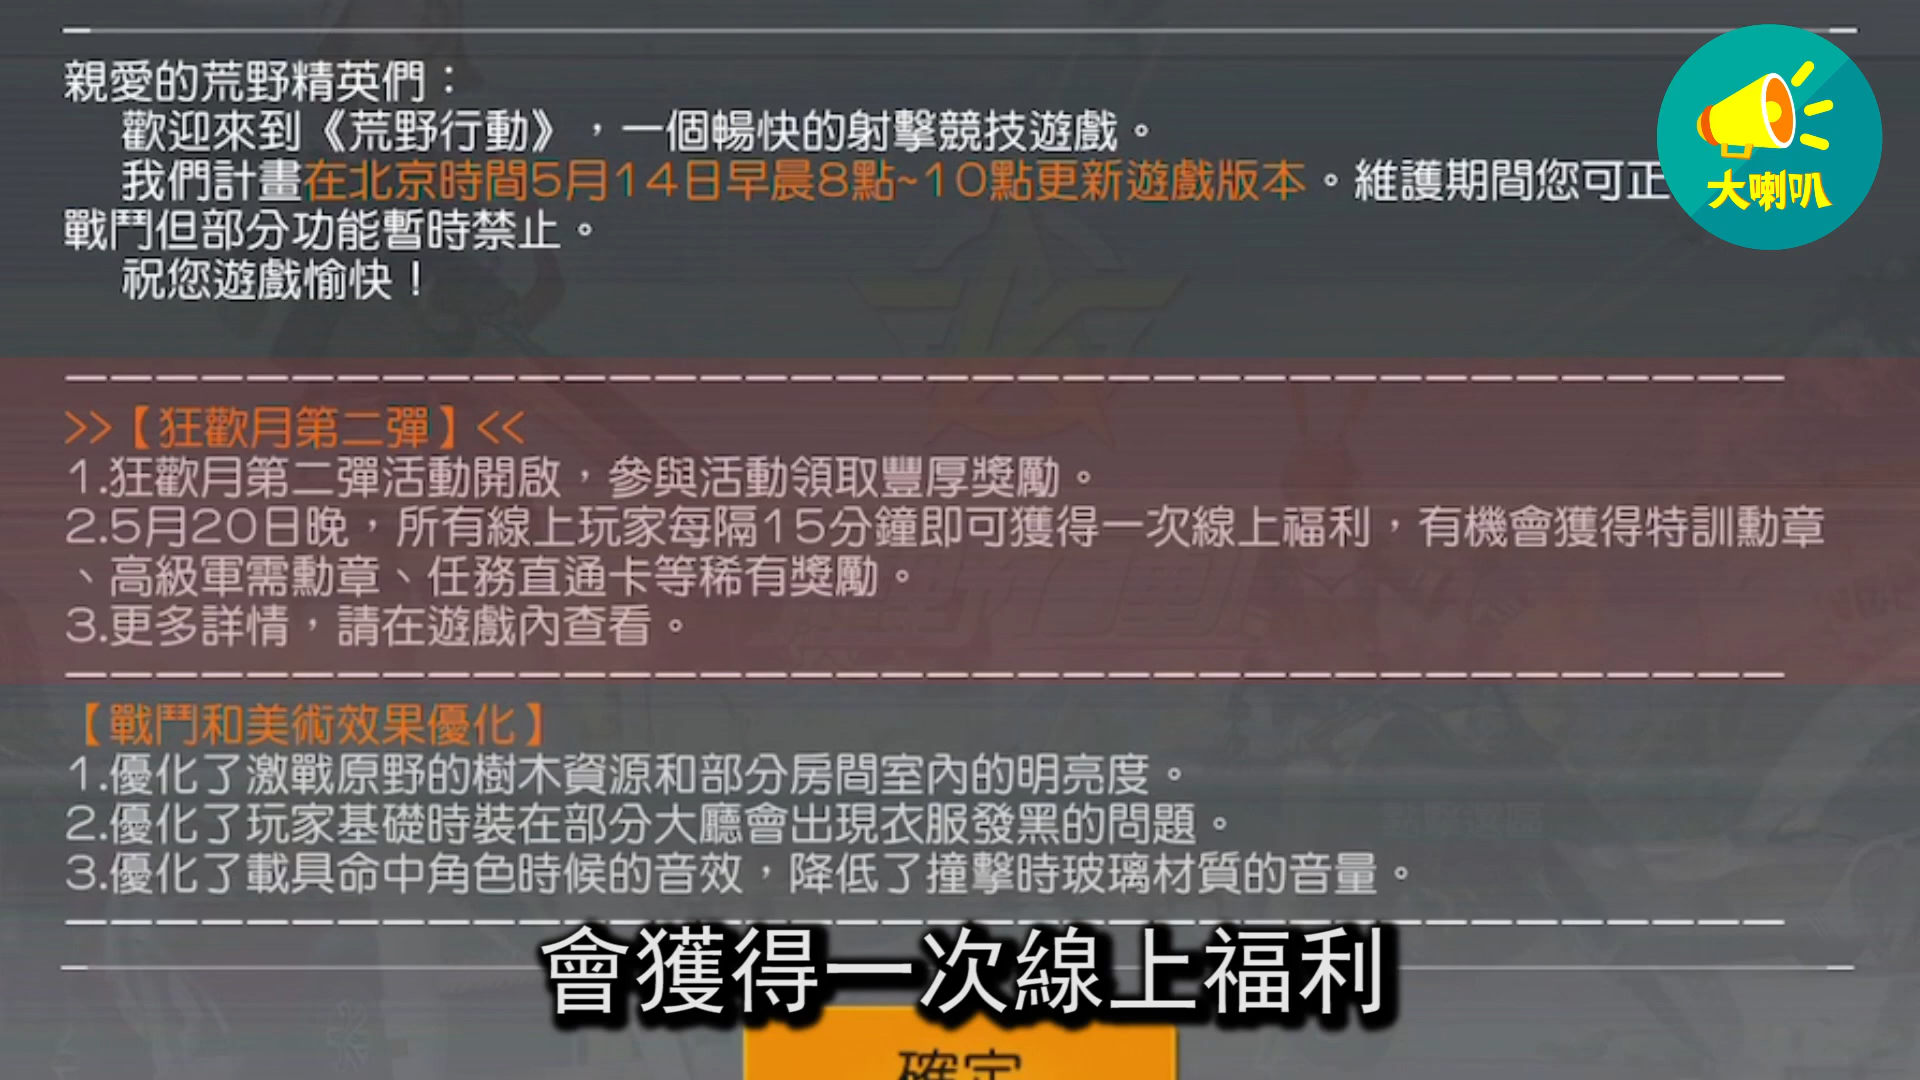 親愛的荒野精英們：
歡迎來到《荒野行動》，一個暢快的射擊競技遊戲。
我們計畫在北京時間5月14日早晨8點~10點更新遊戲版本。維護期間您可正
戰鬥但部分功能暫時禁止。
祝您遊戲愉快！
大喇叭
>>【狂歡月第二彈】<<
1.狂歡月第二彈活動開啟，參與活動領取豐厚獎勵。
2.5月20日晚，所有線上玩家每隔15分鐘即可獲得一次線上福利，有機會獲得特訓勳章
、高級軍需勳章、任務直通卡等稀有獎勵。
3.更多詳情，請在遊戲內查看。
【戰鬥和美術效果優化】
1.優化了激戰原野的樹木資源和部分房間室內的明亮度。
2.優化了玩家基礎時裝在部分大廳會出現衣服發黑的問題。
3.優化了載具命中角色時候的音效，降低了撞擊時玻璃材質的音量。
會獲得一次線上福利
確定